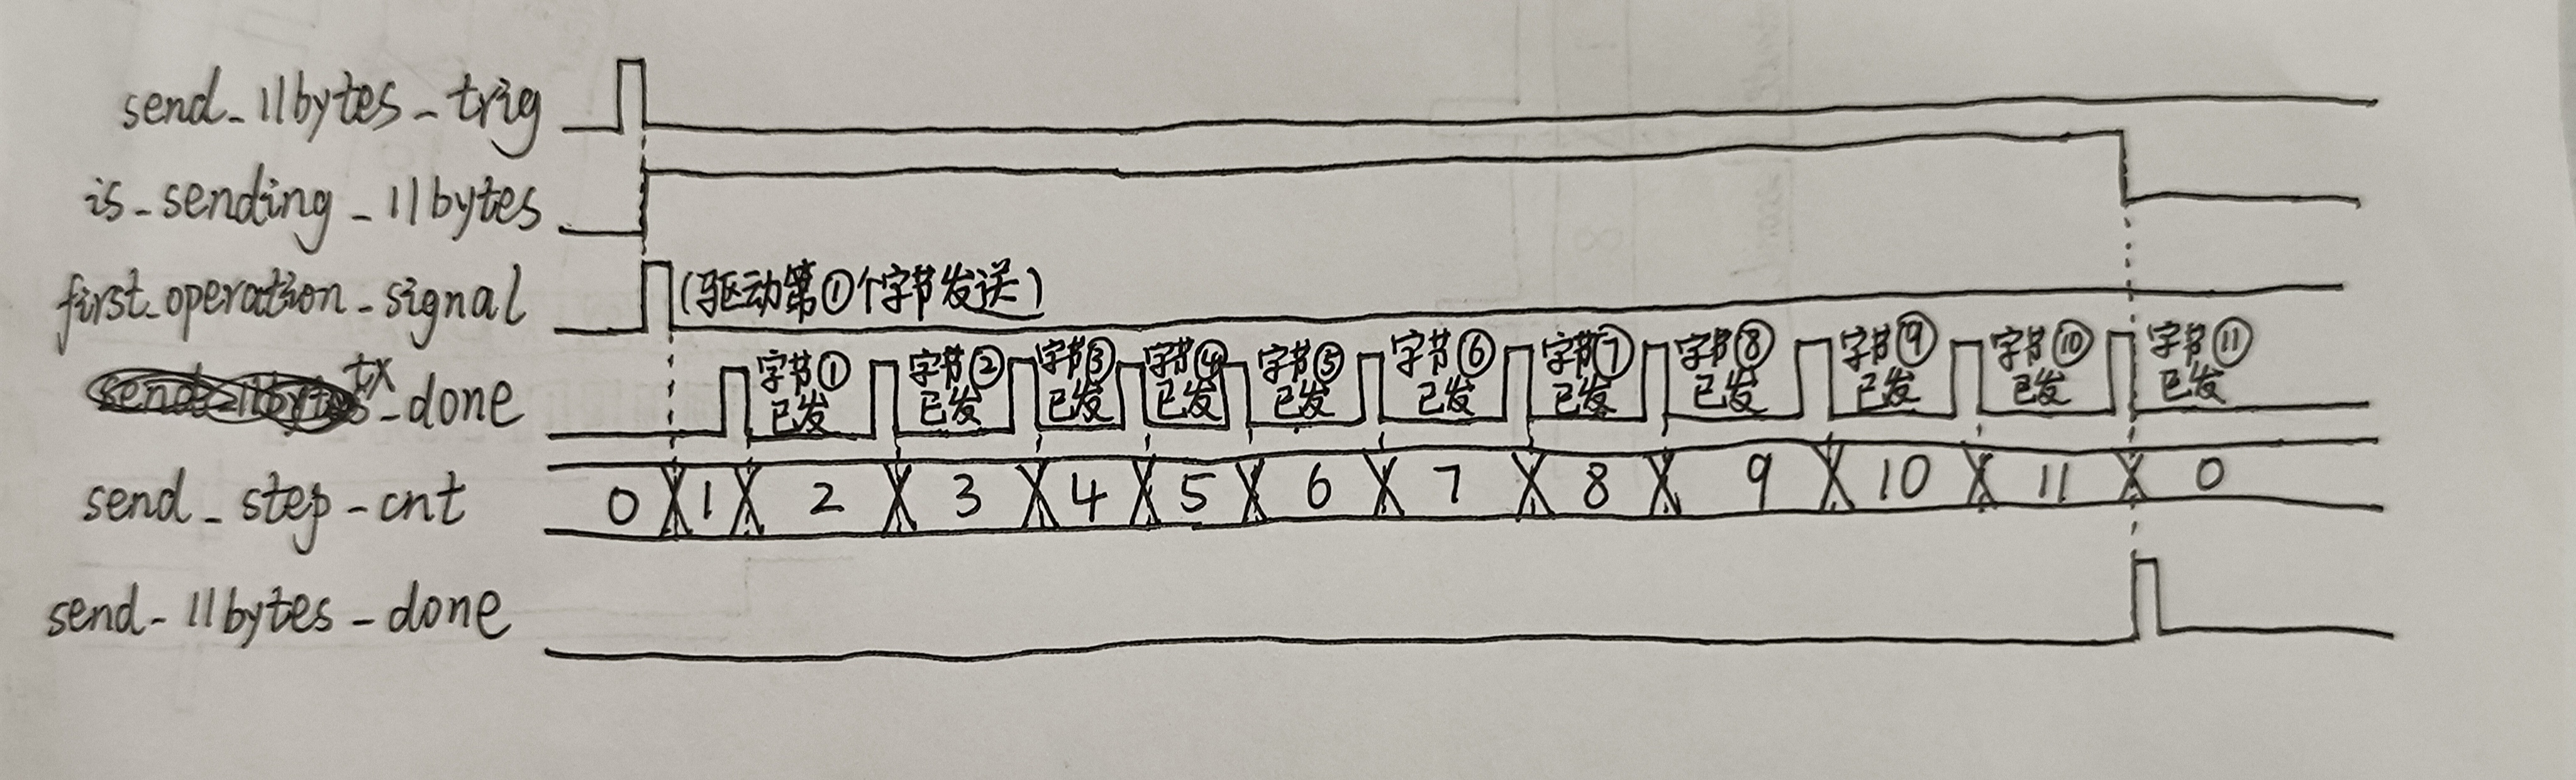 send_11bytes_trig
is_sending_11bytes
first_operation_signal (驱动第①个字节发送)
tx_done 字节①已发 字节②已发 字节③已发 字节④已发 字节⑤已发 字节⑥已发 字节⑦已发 字节⑧已发 字节⑨已发 字节⑩已发 字节⑪已发
send_step_cnt 0 1 2 3 4 5 6 7 8 9 10 11 0
send_11bytes_done